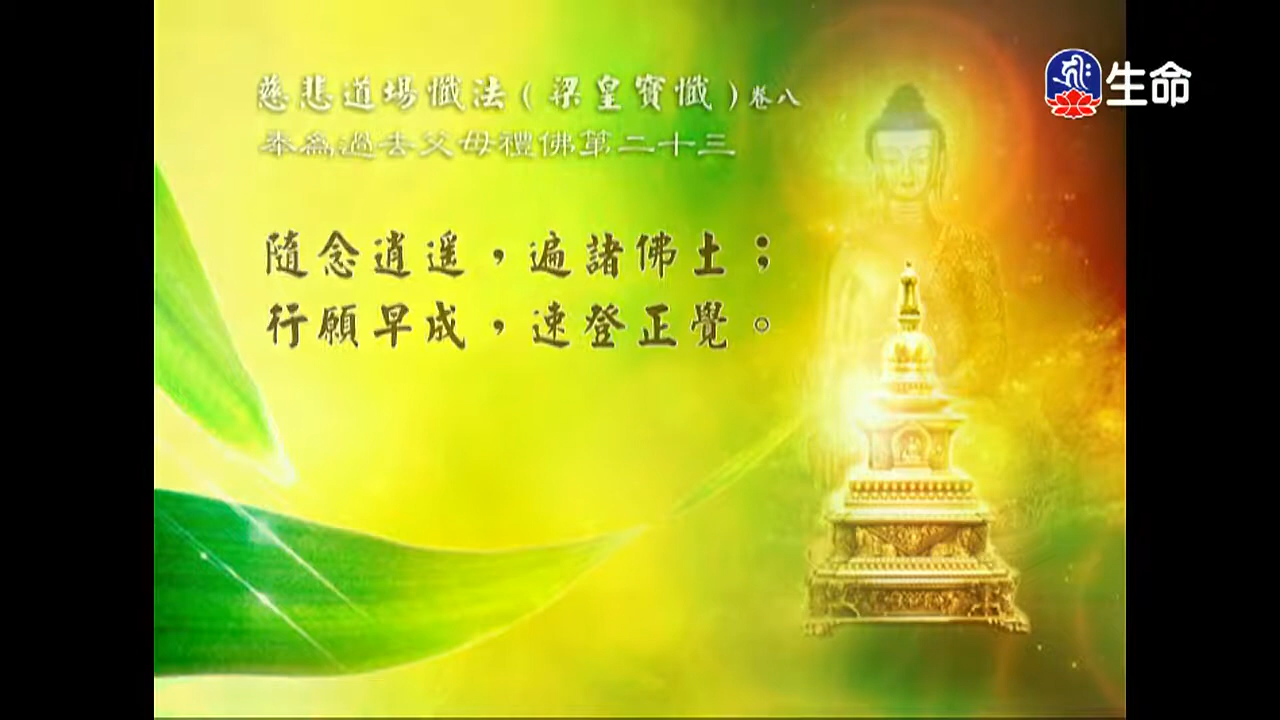 慈悲道場懺法(梁皇寶懺)卷八
奉為過去父母禮佛第二十三
生命
隨念逍遥，遍諸佛土；
行願早成，速登正覺。